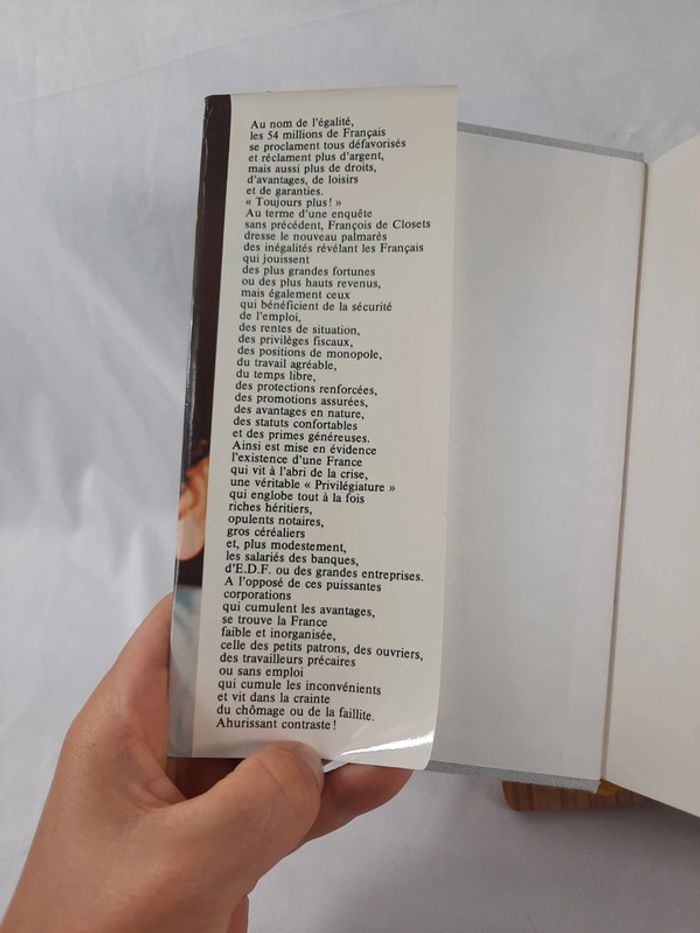 Au nom de l'égalité,
les 54 millions de Français
se proclament tous défavorisés
et réclament plus d'argent,
mais aussi plus de droits,
d'avantages, de loisirs
et de garanties.
« Toujours plus! »
Au terme d'une enquête
sans précédent, François de Closets
dresse le nouveau palmarès
des inégalités révélant les Français
qui jouissent
des plus grandes fortunes
ou des plus hauts revenus,
mais également ceux
qui bénéficient de la sécurité
de l'emploi,
des rentes de situation,
des privilèges fiscaux,
des positions de monopole,
du travail agréable,
du temps libre,
des protections renforcées,
des promotions assurées,
des avantages en nature,
des statuts confortables
et des primes généreuses.
Ainsi est mise en évidence
l'existence d'une France
qui vit à l'abri de la crise,
une véritable « Privilégiature »
qui englobe tout à la fois
riches héritiers,
opulents notaires,
gros céréaliers
et, plus modestement,
les salariés des banques,
d'E.D.F. ou des grandes entreprises.
A l'opposé de ces puissantes
corporations
qui cumulent les avantages,
se trouve la France
faible et inorganisée,
celle des petits patrons, des ouvriers,
des travailleurs précaires
ou sans emploi
qui cumule les inconvénients
et vit dans la crainte
du chômage ou de la faillite.
Ahurissant contraste!